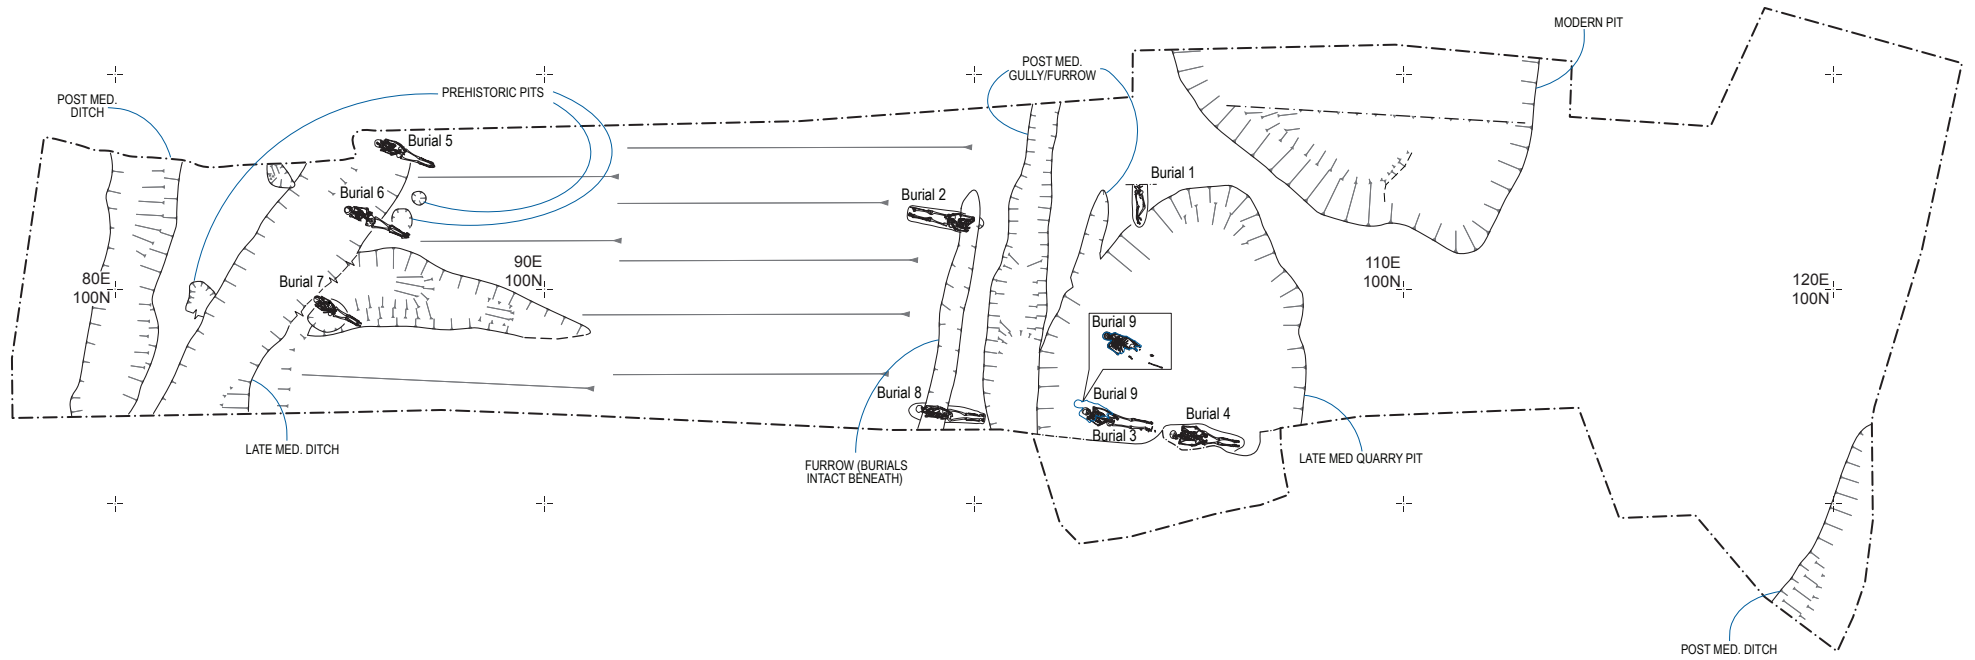 MODERN PIT
POST MED.
GULLY/FURROW
PREHISTORIC PITS
POST MED.
DITCH
Burial 5
Burial 1
Burial 6
Burial 2
90E
100N
110E
100N
80E
100N
120E
100N
Burial 7
Burial 9
Burial 8
Burial 9
Burial 4
Burial 3
LATE MED. DITCH
FURROW (BURIALS
INTACT BENEATH)
LATE MED QUARRY PIT
POST MED. DITCH